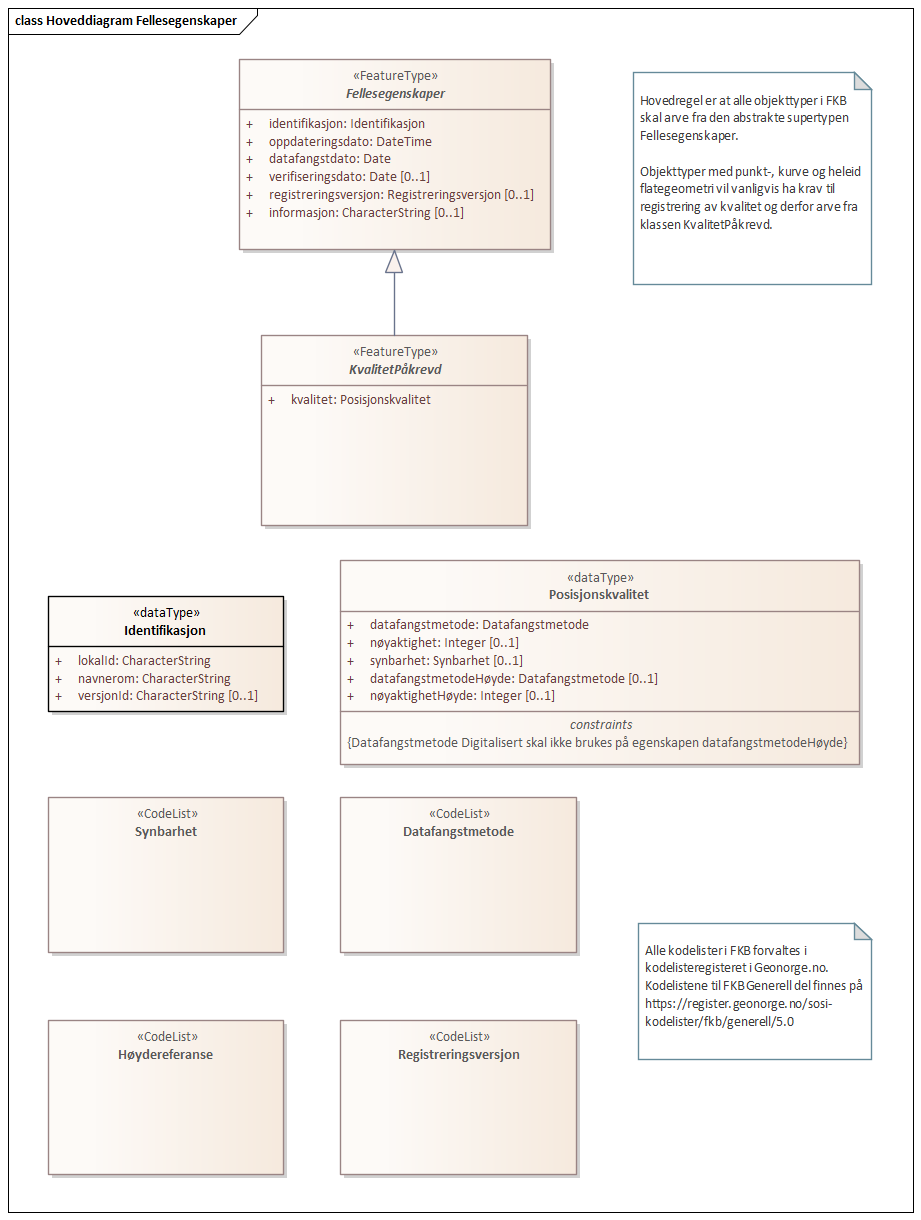 class Hoveddiagram Fellesegenskaper
«FeatureType»
Fellesegenskaper
+ identifikasjon: Identifikasjon
+ oppdateringsdato: DateTime
+ datafangstdato: Date
+ verifiseringsdato: Date [0..1]
+ registreringsversjon: Registreringsversjon [0..1]
+ informasjon: CharacterString [0..1]
Hovedregel er at alle objekttyper i FKB
skal arve fra den abstrakte supertypen
Fellesegenskaper.
Objekttyper med punkt-, kurve og heleid
flategeometri vil vanligvis ha krav til
registrering av kvalitet og derfor arve fra
klassen KvalitetPåkrevd.
«FeatureType»
KvalitetPåkrevd
+ kvalitet: Posisjonskvalitet
«dataType»
Identifikasjon
+ lokalId: CharacterString
+ navnerom: CharacterString
+ versjonId: CharacterString [0..1]
«dataType»
Posisjonskvalitet
+ datafangstmetode: Datafangstmetode
+ nøyaktighet: Integer [0..1]
+ synbarhet: Synbarhet [0..1]
+ datafangstmetodeHøyde: Datafangstmetode [0..1]
+ nøyaktighetHøyde: Integer [0..1]
constraints
{Datafangstmetode Digitalisert skal ikke brukes på egenskapen datafangstmetodeHøyde}
«CodeList»
Synbarhet
«CodeList»
Datafangstmetode
Alle kodelister i FKB forvaltes i
kodelisteregisteret i Geonorge.no.
Kodelistene til FKB Generell del finnes på
https://register.geonorge.no/sosi-
kodelister/fkb/generell/5.0
«CodeList»
Høydereferanse
«CodeList»
Registreringsversjon